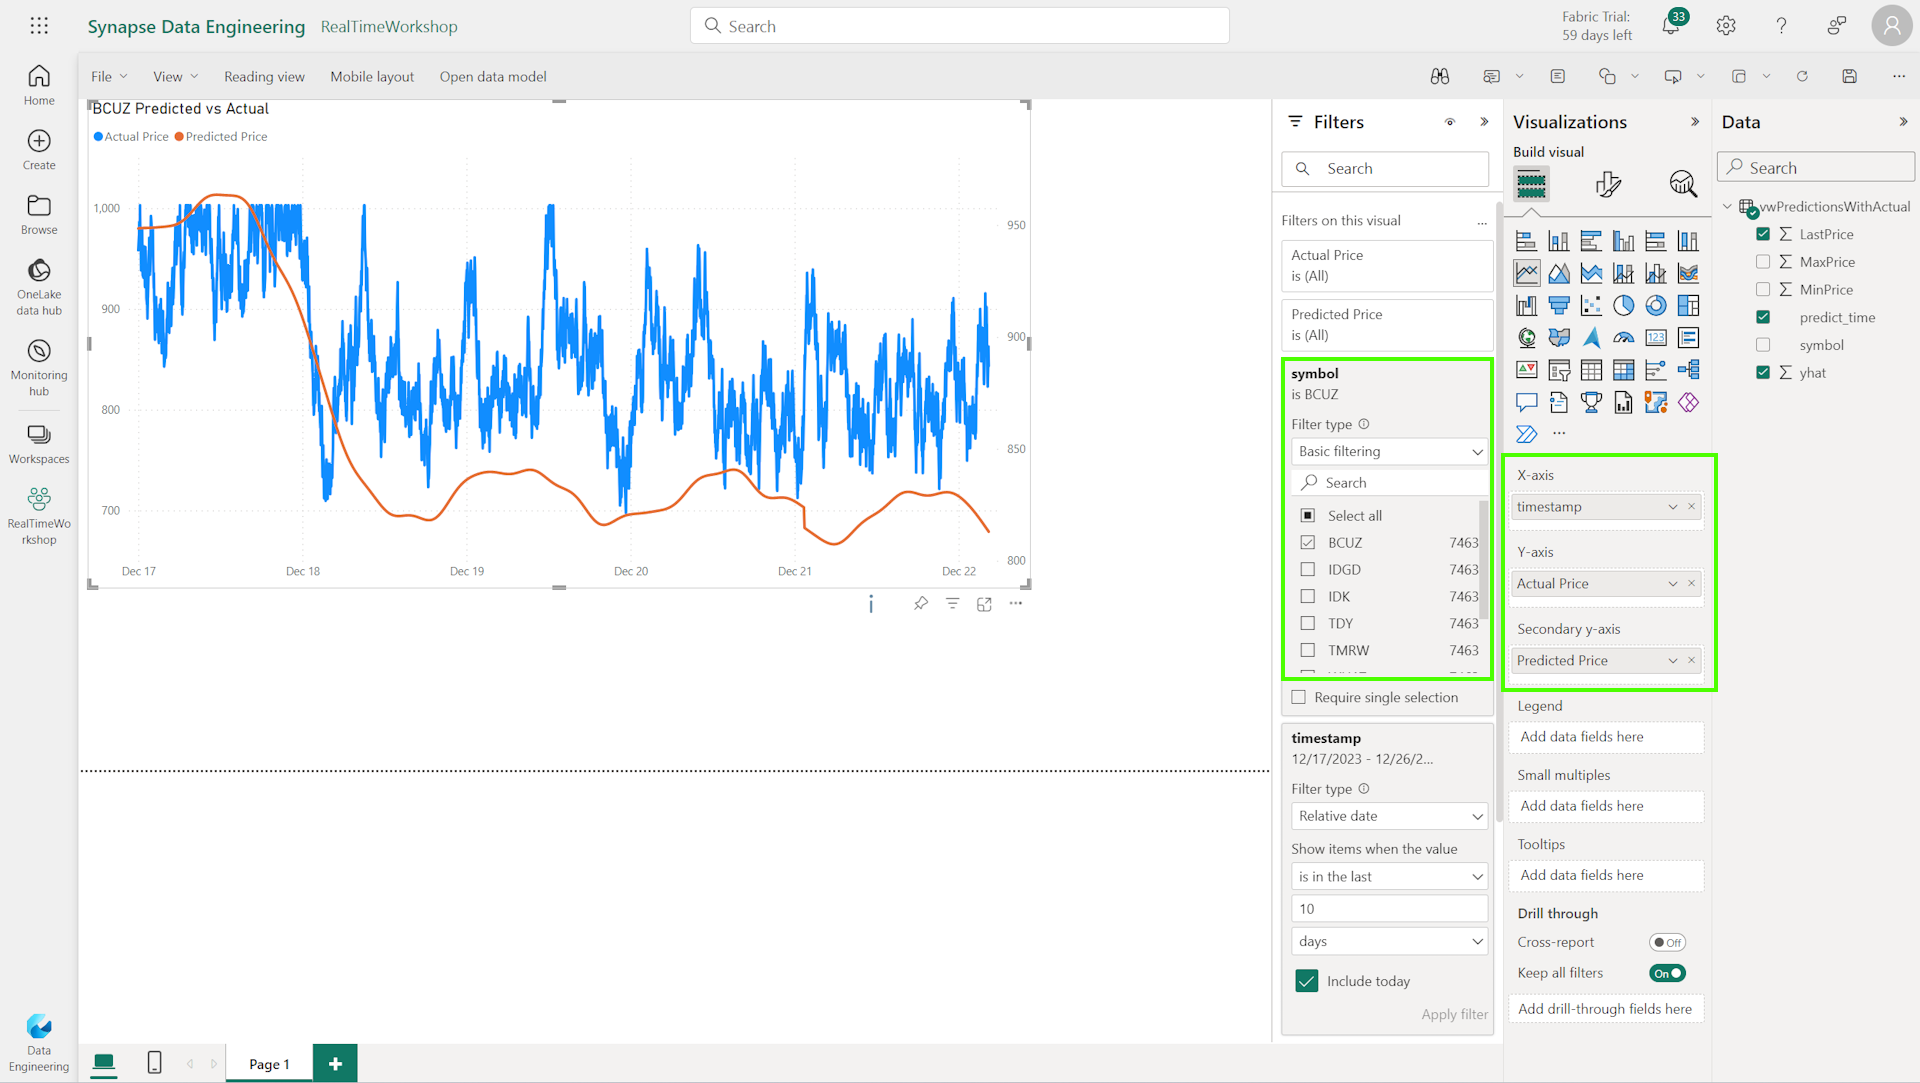 Synapse Data Engineering
RealTimeWorkshop
Search
Fabric Trial:
59 days left
33
File
View
Reading view
Mobile layout
Open data model
Home
Create
Browse
OneLake
data hub
Monitoring
hub
Workspaces
RealTimeWo
rkshop
Data
Engineering
BCUZ Predicted vs Actual
Actual Price
Predicted Price
1,000
900
800
700
950
900
850
800
Dec 17
Dec 18
Dec 19
Dec 20
Dec 21
Dec 22
Page 1
Filters
Search
Filters on this visual
Actual Price
is (All)
Predicted Price
is (All)
symbol
is BCUZ
Filter type
Basic filtering
Search
Select all
BCUZ 7463
IDGD 7463
IDK 7463
TDY 7463
TMRW 7463
Require single selection
timestamp
12/17/2023 - 12/26/2...
Filter type
Relative date
Show items when the value
is in the last
10
days
Include today
Apply filter
Visualizations
Build visual
123
X-axis
timestamp
Y-axis
Actual Price
Secondary y-axis
Predicted Price
Legend
Add data fields here
Small multiples
Add data fields here
Tooltips
Add data fields here
Drill through
Cross-report
Off
Keep all filters
On
Add drill-through fields here
Data
Search
vwPredictionsWithActual
LastPrice
MaxPrice
MinPrice
predict_time
symbol
yhat